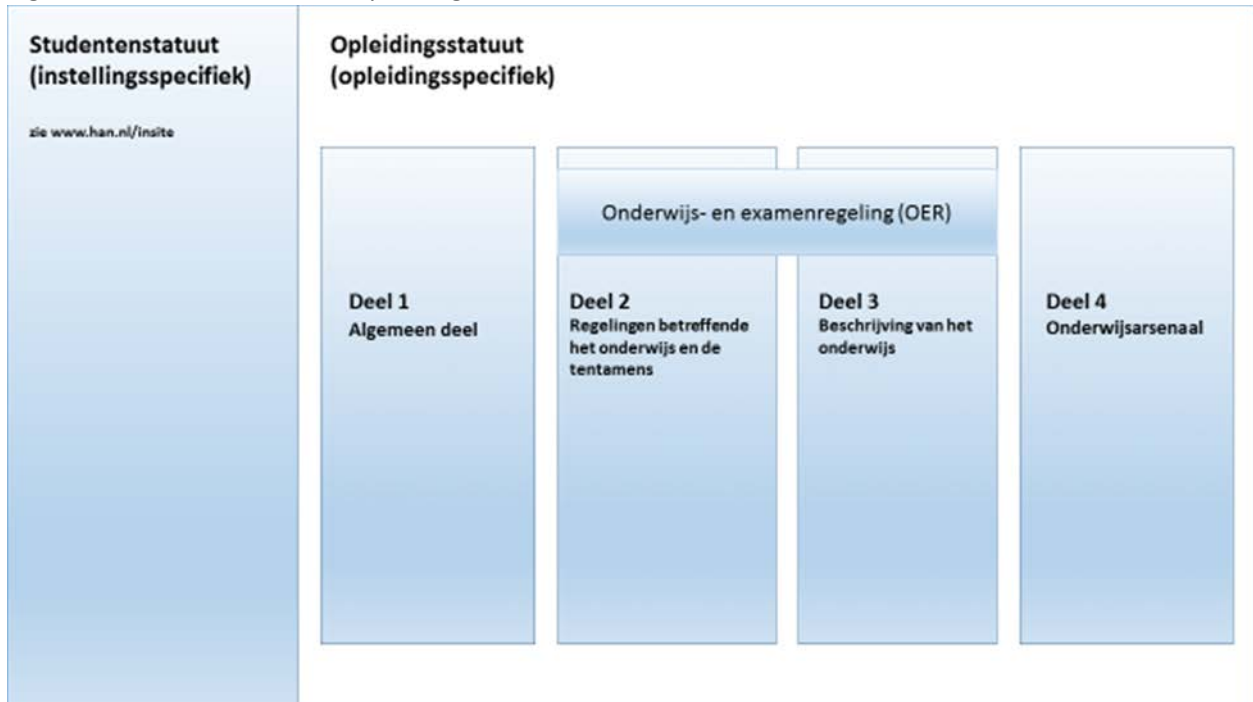 Studentenstatuut
(instellingsspecifiek)
zie www.han.nl/insite
Opleidingsstatuut
(opleidingsspecifiek)
Onderwijs- en examenregeling (OER)
Deel 1
Algemeen deel
Deel 2
Regelingen betreffende
het onderwijs en de
tentamens
Deel 3
Beschrijving van het
onderwijs
Deel 4
Onderwijsarsenaal